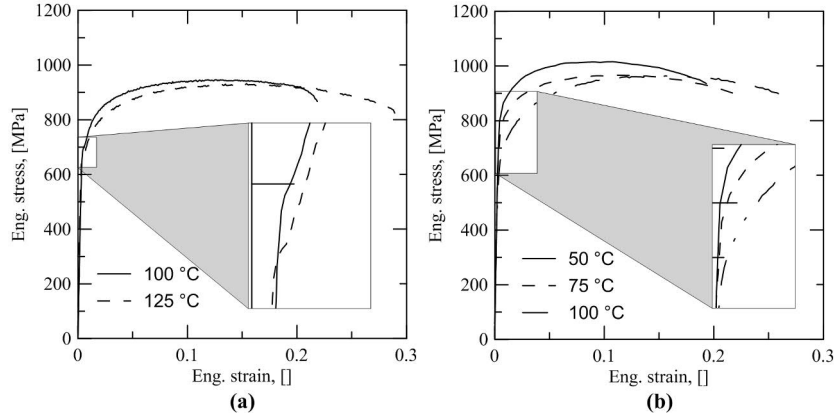 1200
1000
800
600
400
200
0
Eng. stress, [MPa]
100 °C
125 °C
0
0.1
0.2
0.3
Eng. strain, []
(a)
1200
1000
800
600
400
200
0
Eng. stress, [MPa]
50 °C
75 °C
100 °C
0
0.1
0.2
0.3
Eng. strain, []
(b)